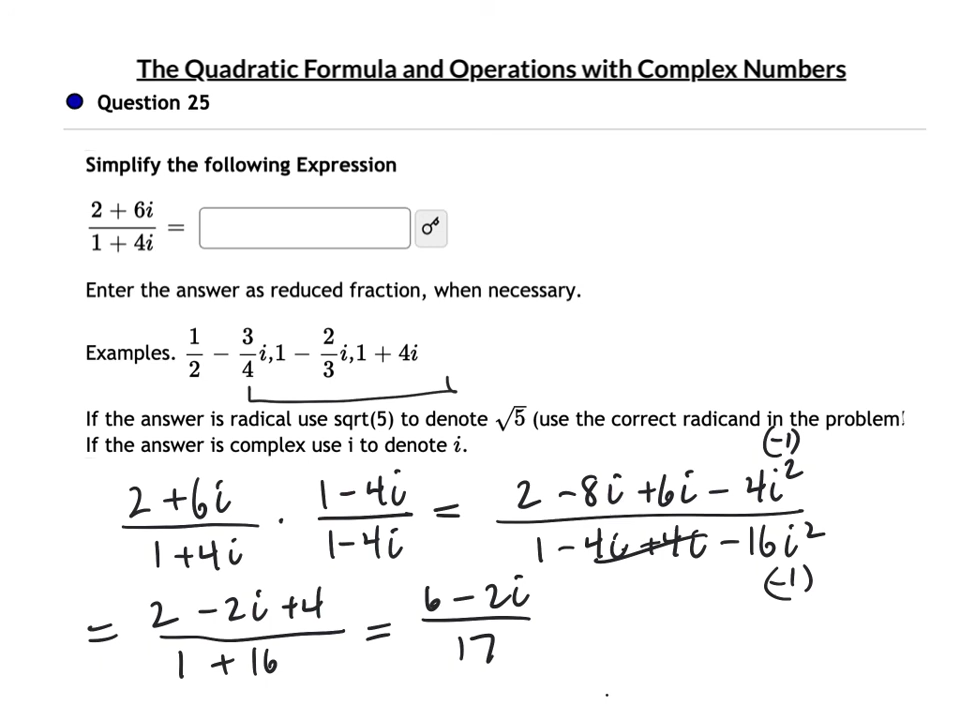 The Quadratic Formula and Operations with Complex Numbers
Question 25
Simplify the following Expression
(2 + 6i)/(1 + 4i) =
Enter the answer as reduced fraction, when necessary.
Examples. 1/2 − 3/4 i,1 − 2/3 i,1 + 4i
If the answer is radical use sqrt(5) to denote √5 (use the correct radicand in the problem!
If the answer is complex use i to denote i.
(-1)
(2+6i)/(1+4i) · (1-4i)/(1-4i) = (2-8i+6i-4i²)/(1-4i+4i-16i²)
(-1)
= (2-2i+4)/(1+16) = (6-2i)/17